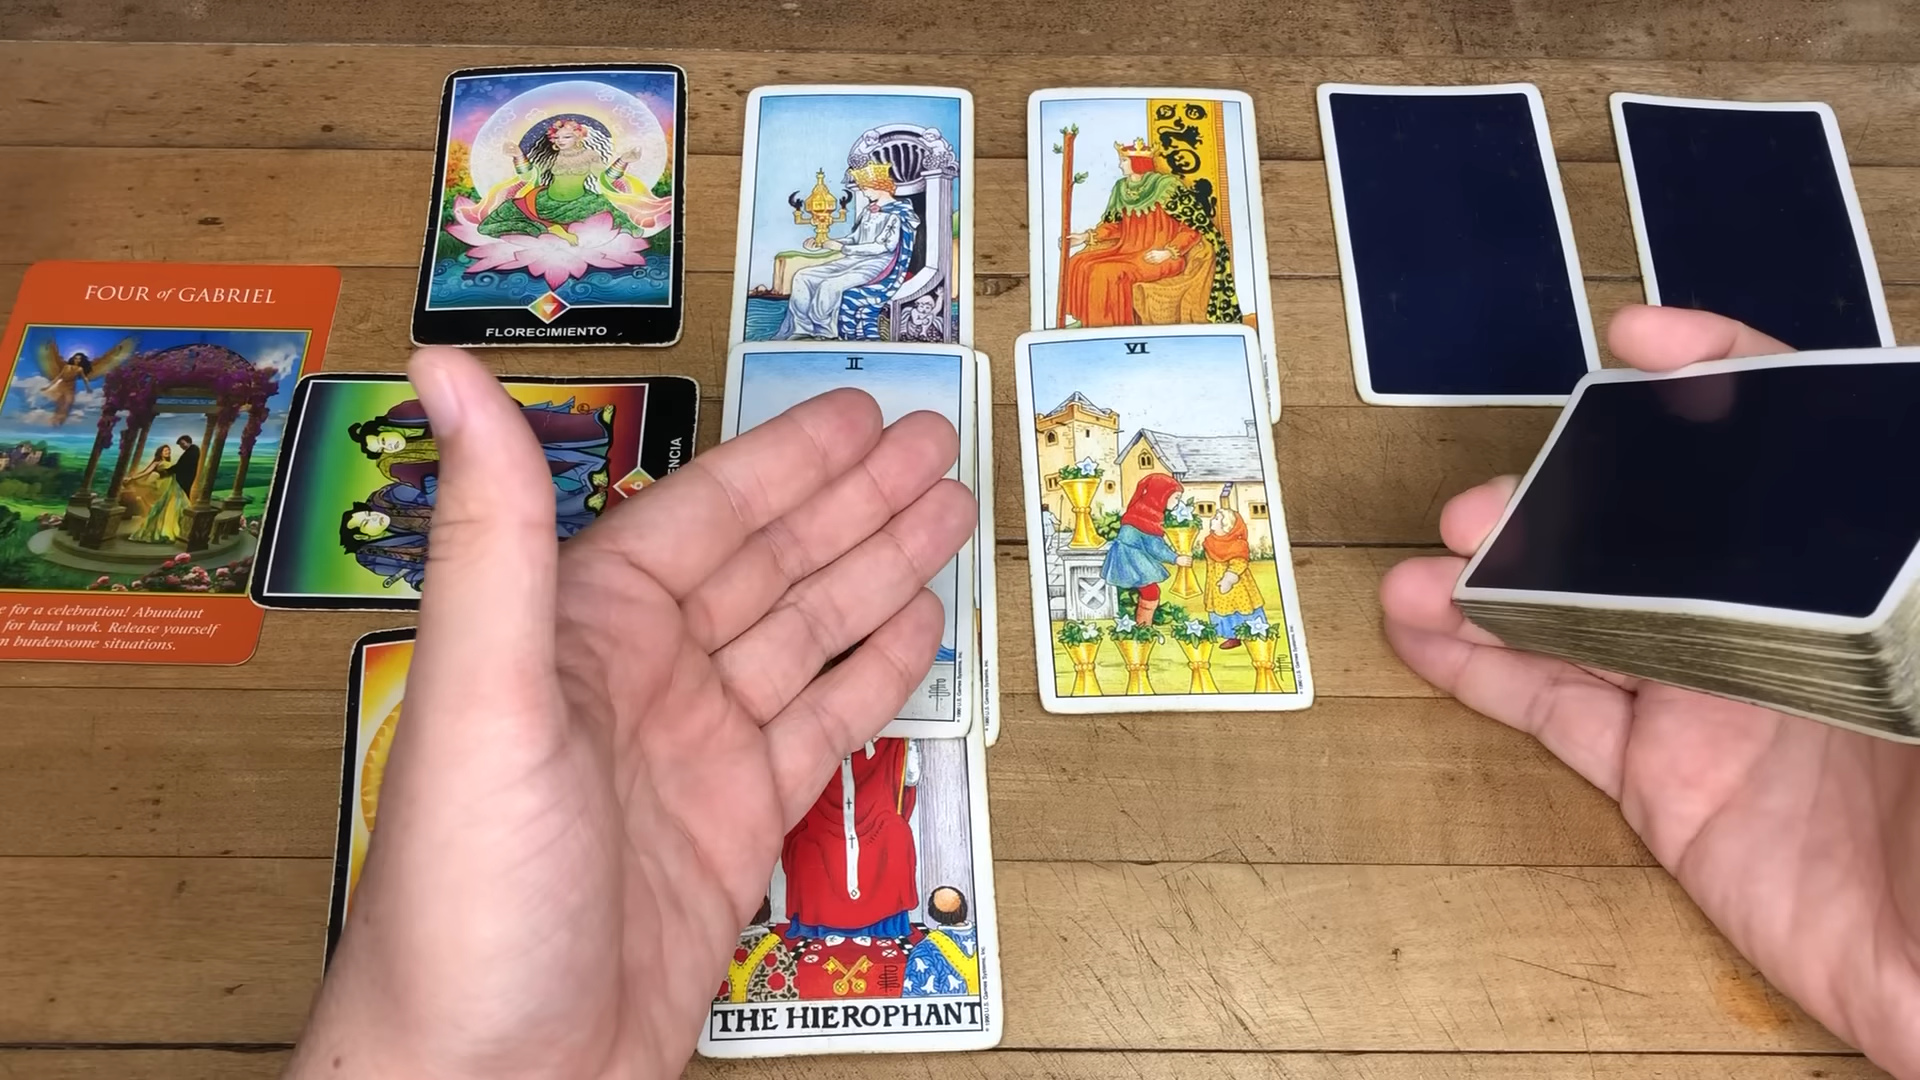 FOUR of GABRIEL
e for a celebration! Abundant
for hard work. Release yourself
m burdensome situations.
FLORECIMIENTO
ENCIA
II
VI
THE HIEROPHANT